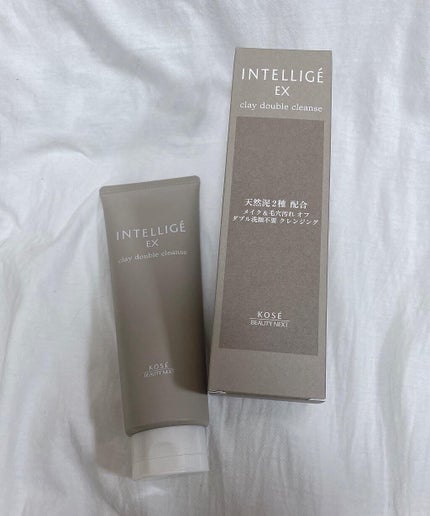 INTELLIGÉ
EX
clay double cleanse
天然泥2種 配合
メイク&毛穴汚れ オフ
ダブル洗顔不要 クレンジング
KOSÉ
BEAUTY NEXT
INTELLIGÉ
EX
clay double cleanse
KOSÉ
BEAUTY NEXT